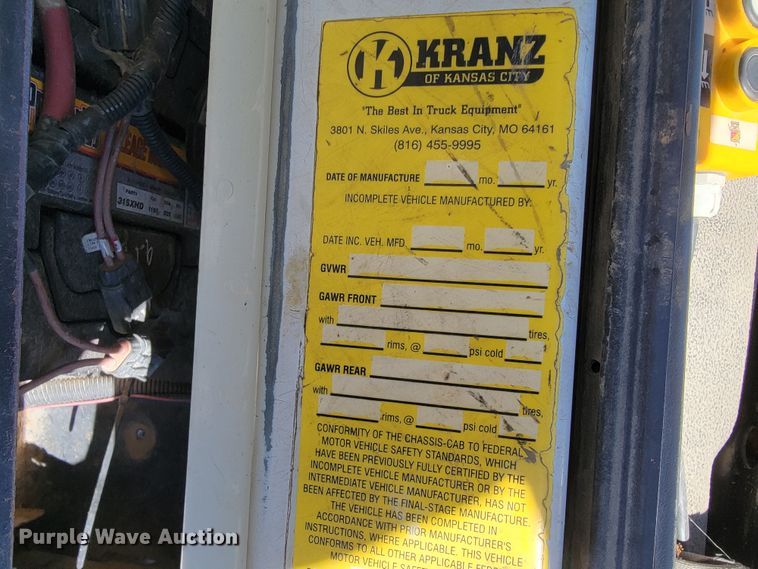 KRANZ
OF KANSAS CITY
"The Best In Truck Equipment"
3801 N. Skiles Ave., Kansas City, MO 64161
(816) 455-9995
DATE OF MANUFACTURE mo. yr.
INCOMPLETE VEHICLE MANUFACTURED BY:
DATE INC. VEH. MFD. mo. yr.
GVWR
GAWR FRONT
with tires,
rims, @ psi cold
GAWR REAR
with tires,
rims, @ psi cold
CONFORMITY OF THE CHASSIS-CAB TO FEDERAL
MOTOR VEHICLE SAFETY STANDARDS, WHICH
HAVE BEEN PREVIOUSLY FULLY CERTIFIED BY THE
INCOMPLETE VEHICLE MANUFACTURER OR BY THE
INTERMEDIATE VEHICLE MANUFACTURER, HAS NOT
BEEN AFFECTED BY THE FINAL-STAGE MANUFACTURE.
THE VEHICLE HAS BEEN COMPLETED IN
ACCORDANCE WITH PRIOR MANUFACTURER'S
INSTRUCTIONS, WHERE APPLICABLE. THIS VEHICLE
CONFORMS TO ALL OTHER APPLICABLE
MOTOR VEHICLE
31SXHD
Purple Wave Auction